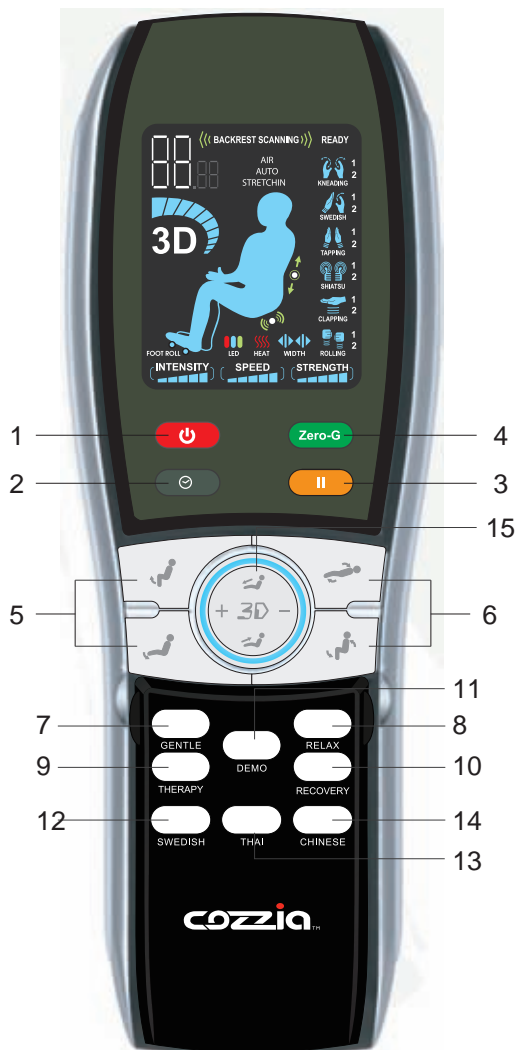 88.88
((( BACKREST SCANNING ))) READY
AIR
AUTO
STRETCHIN
3D
1
2
KNEADING
1
2
SWEDISH
1
2
TAPPING
1
2
SHIATSU
1
2
CLAPPING
1
2
ROLLING
FOOT ROLL
LED
HEAT
WIDTH
INTENSITY SPEED STRENGTH
1
Zero-G
4
2
3
15
5
+ 3D −
6
11
7
GENTLE
8
RELAX
DEMO
9
THERAPY
10
RECOVERY
12
SWEDISH
THAI
CHINESE
14
13
cozzia TM